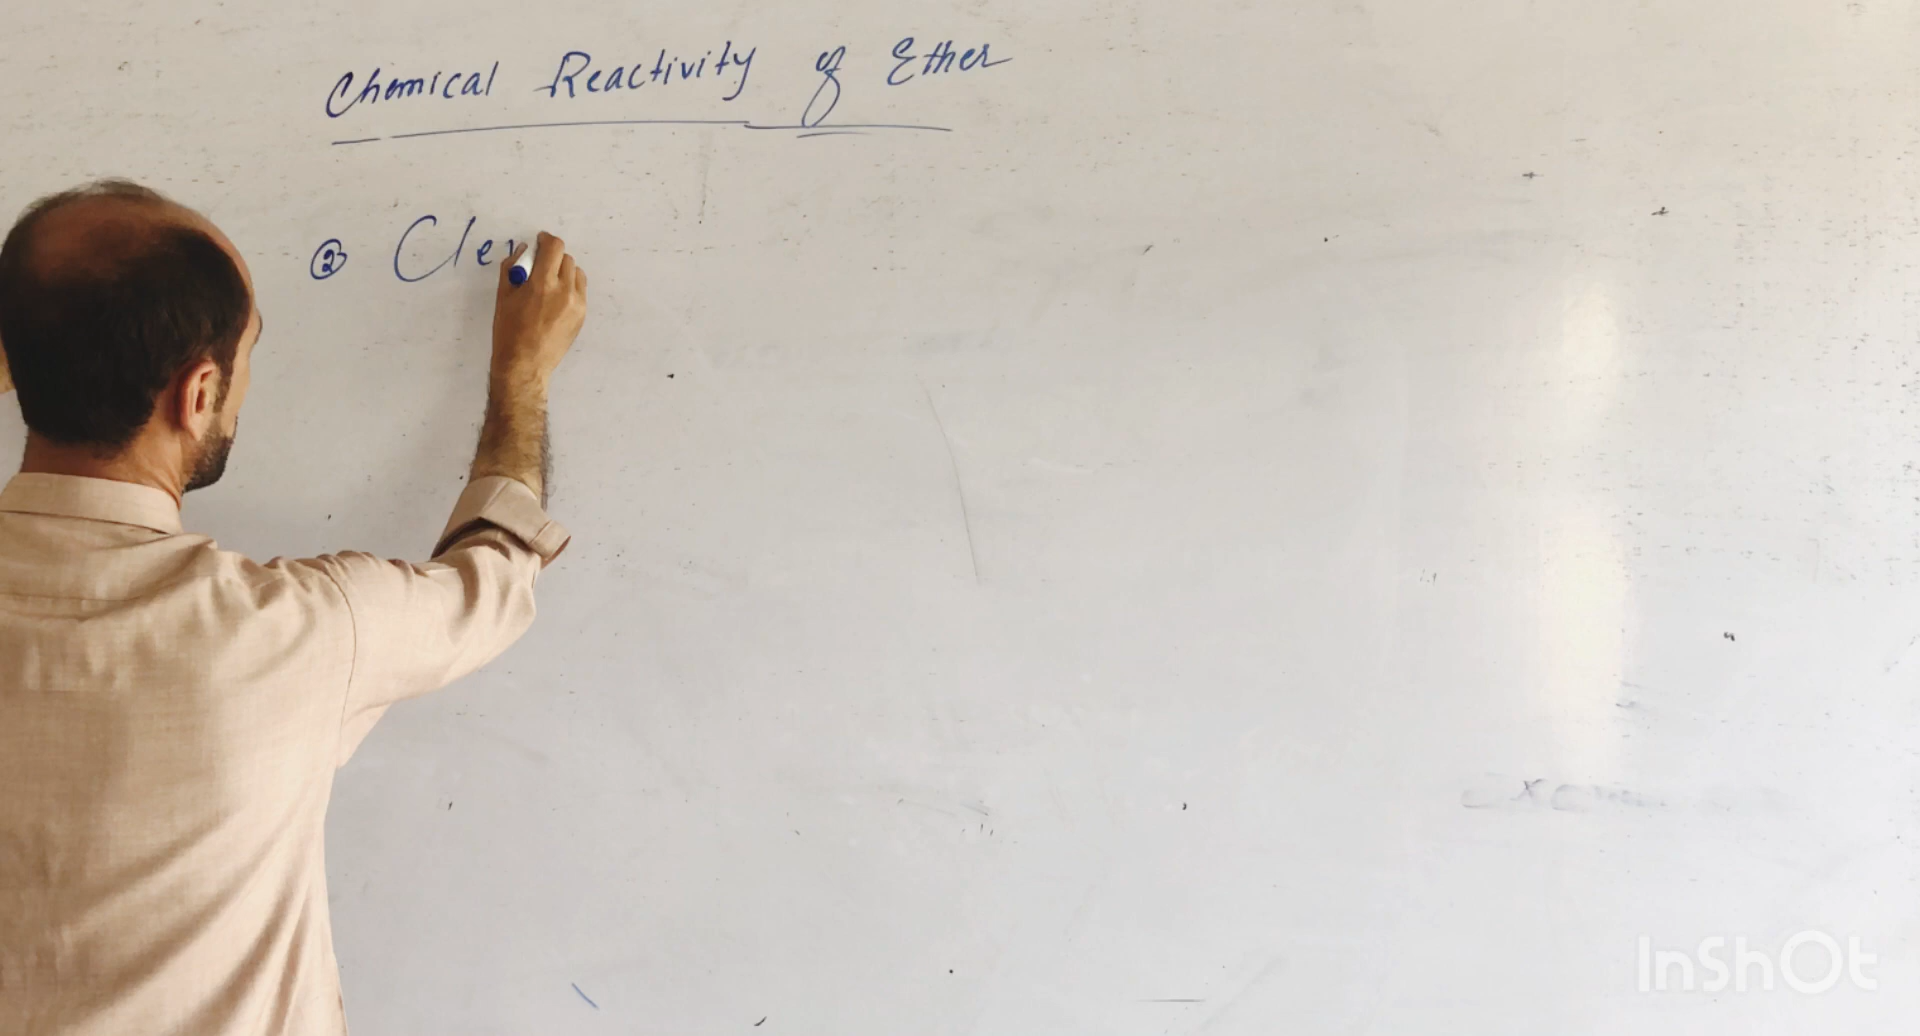 Chemical Reactivity of Ether
② Cle
InShOt